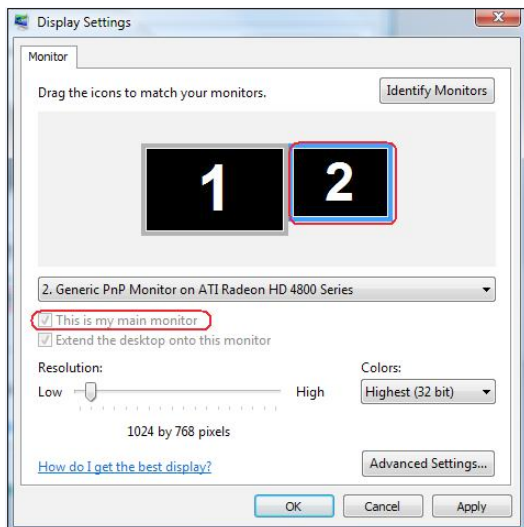 Display Settings
Monitor
Drag the icons to match your monitors.
Identify Monitors
1
2
2. Generic PnP Monitor on ATI Radeon HD 4800 Series
This is my main monitor
Extend the desktop onto this monitor
Resolution:
Colors:
Low
High
Highest (32 bit)
1024 by 768 pixels
How do I get the best display?
Advanced Settings...
OK
Cancel
Apply